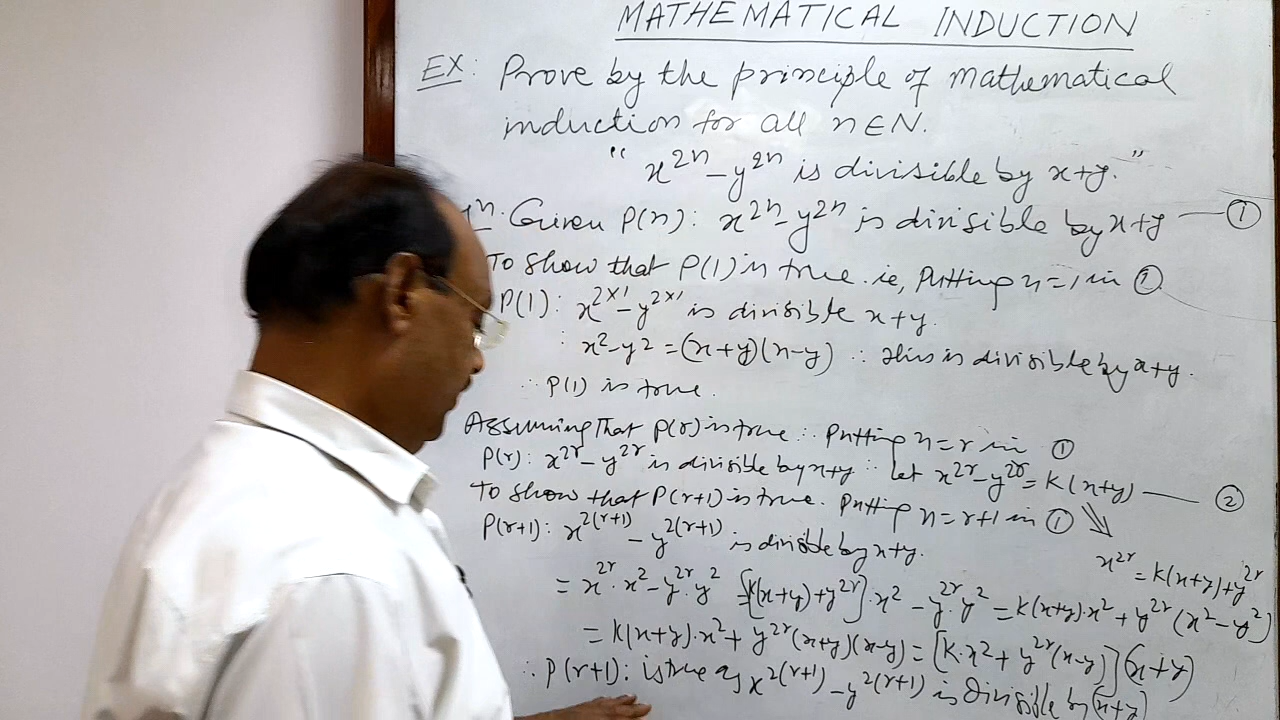 MATHEMATICAL INDUCTION
EX: Prove by the principle of mathematical
induction for all n∈N.
" x^{2n} - y^{2n} is divisible by x+y. "
n. Given P(n): x^{2n} - y^{2n} is divisible by x+y — ①
To show that P(1) is true. ie, Putting n=1 in ①
P(1): x^{2×1} - y^{2×1} is divisible x+y.
∵ x² - y² = (x+y)(x-y) ∴ This is divisible by x+y.
∴ P(1) is true.
Assuming That P(r) is true ∴ Putting n=r in ①
P(r): x^{2r} - y^{2r} is divisible by x+y ∴ let x^{2r} - y^{2r} = K(x+y) — ②
To show that P(r+1) is true. Putting n=r+1 in ①
P(r+1): x^{2(r+1)} - y^{2(r+1)} is divisible by x+y.
x^{2r} = K(x+y) + y^{2r}
= x^{2r}·x² - y^{2r}·y² = [K(x+y) + y^{2r}]·x² - y^{2r}·y² = K(x+y)·x² + y^{2r}(x² - y²)
= K(x+y)·x² + y^{2r}(x+y)(x-y) = [K·x² + y^{2r}(x-y)](x+y)
∴ P(r+1): is true as x^{2(r+1)} - y^{2(r+1)} is Divisible by (x+y)